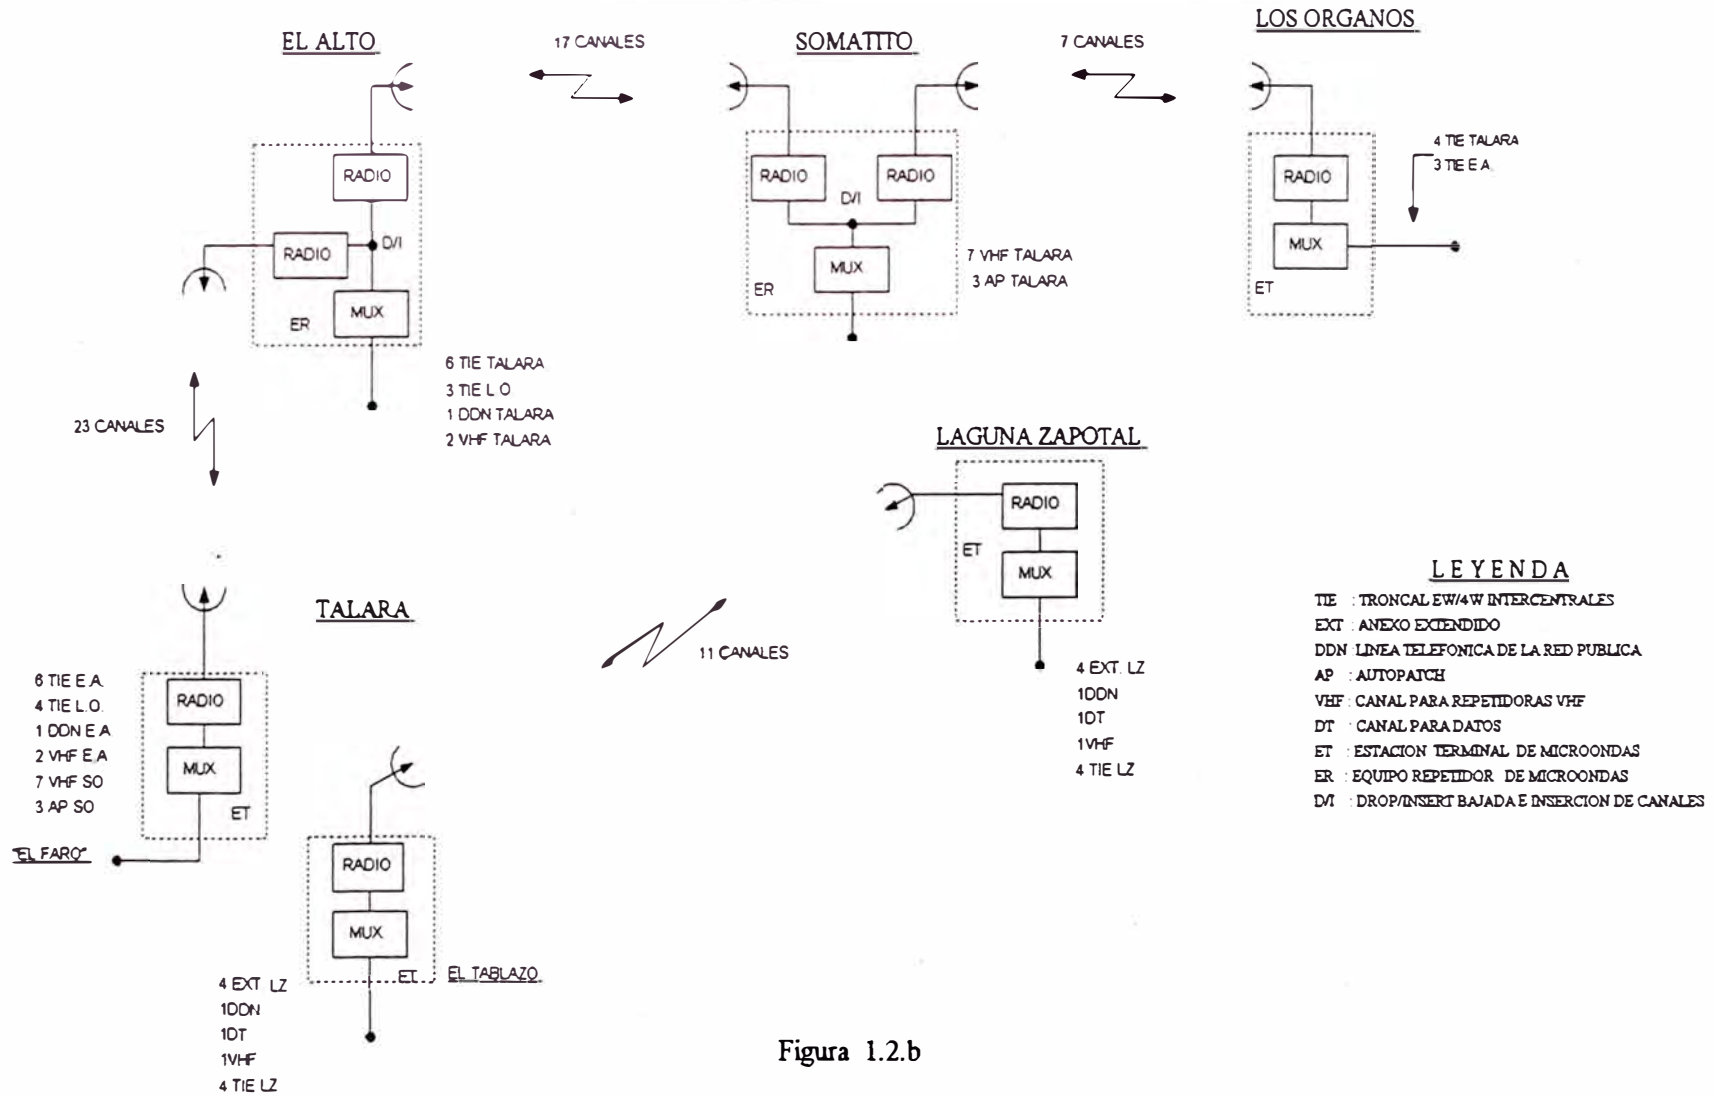 LOS ORGANOS
EL ALTO
17 CANALES
SOMATITO
7 CANALES
RADIO
RADIO
D/I
MUX
ER
6 TIE TALARA
3 TIE L O
1 DDN TALARA
2 VHF TALARA
RADIO
RADIO
D/I
MUX
ER
7 VHF TALARA
3 AP TALARA
RADIO
MUX
ET
4 TIE TALARA
3 TIE E A
23 CANALES
LAGUNA ZAPOTAL
RADIO
ET
MUX
4 EXT. LZ
1DDN
1DT
1VHF
4 TIE LZ
11 CANALES
TALARA
6 TIE E A
4 TIE L.O.
1 DDN E A
2 VHF E A
7 VHF SO
3 AP SO
RADIO
MUX
ET
"EL FARO"
RADIO
MUX
ET
EL TABLAZO
4 EXT LZ
1DDN
1DT
1VHF
4 TIE LZ
LEYENDA
TIE : TRONCAL EW/4W INTERCENTRALES
EXT : ANEXO EXTENDIDO
DDN : LINEA TELEFONICA DE LA RED PUBLICA
AP : AUTOPATCH
VHF : CANAL PARA REPETIDORAS VHF
DT : CANAL PARA DATOS
ET : ESTACION TERMINAL DE MICROONDAS
ER : EQUIPO REPETIDOR DE MICROONDAS
D/I : DROP/INSERT BAJADA E INSERCION DE CANALES
Figura 1.2.b